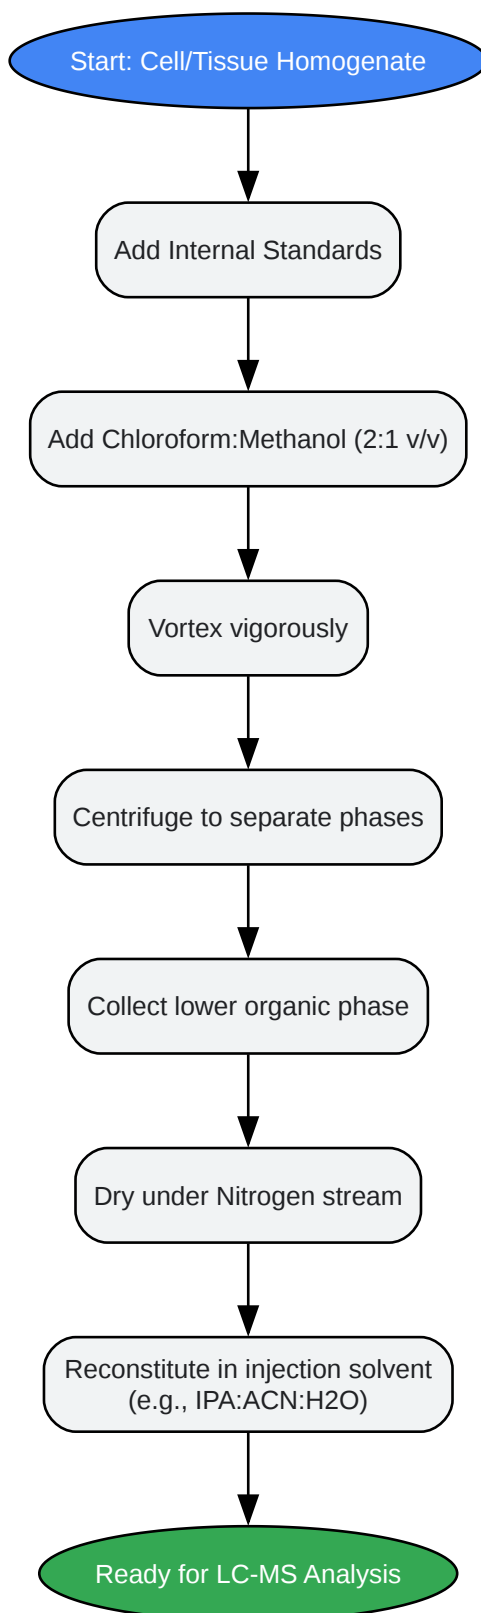 Start: Cell/Tissue Homogenate
Add Internal Standards
Add Chloroform:Methanol (2:1 v/v)
Vortex vigorously
Centrifuge to separate phases
Collect lower organic phase
Dry under Nitrogen stream
Reconstitute in injection solvent
(e.g., IPA:ACN:H2O)
Ready for LC-MS Analysis